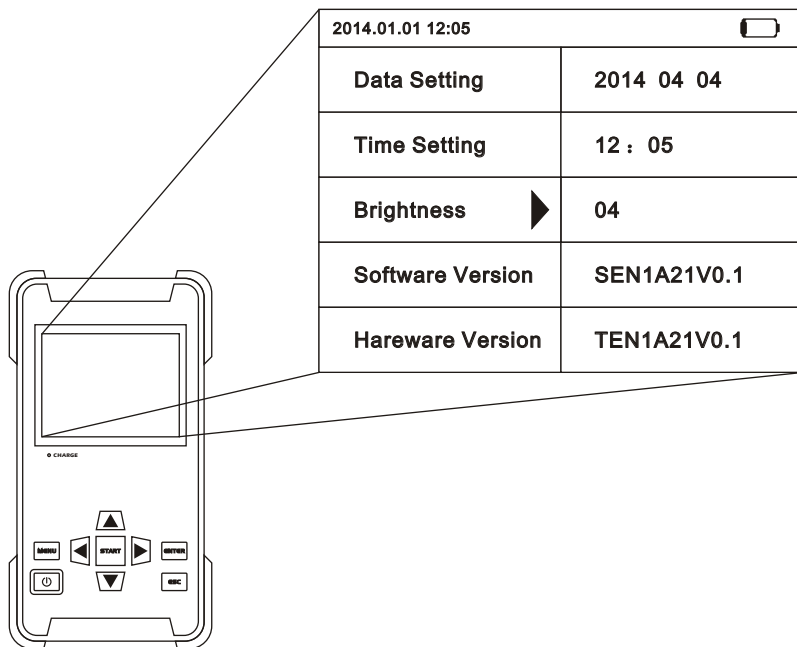 2014.01.01 12:05
Data Setting 2014 04 04
Time Setting 12：05
Brightness 04
Software Version SEN1A21V0.1
Hareware Version TEN1A21V0.1
CHARGE
MENU START ENTER
ESC